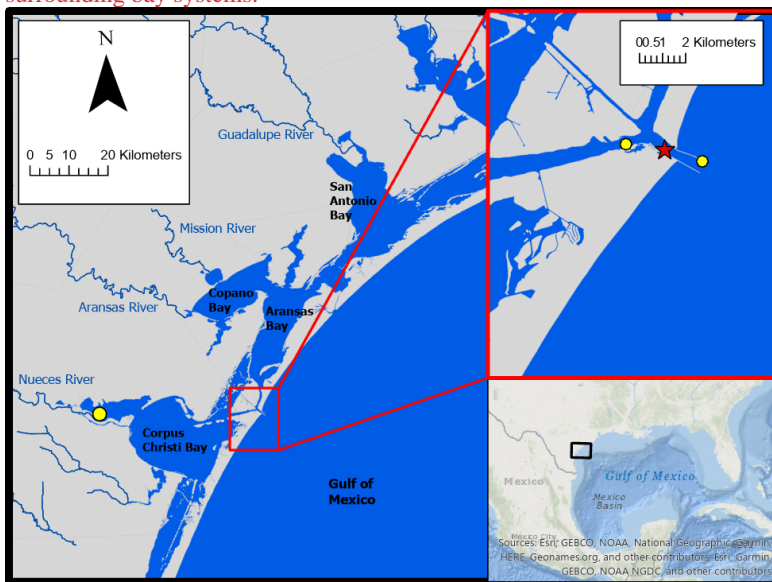 surrounding bay systems.
N
0 5 10 20 Kilometers
00.51 2 Kilometers
Guadalupe River
San
Antonio
Bay
Mission River
Copano
Bay
Aransas River
Aransas
Bay
Nueces River
Corpus
Christi Bay
Gulf of
Mexico
Mexico
Gulf of Mexico
Mexico
Basin
Mexico City
Sources: Esri, GEBCO, NOAA, National Geographic, Garmin,
HERE, Geonames.org, and other contributors, Esri, Garmin,
GEBCO, NOAA NGDC, and other contributors